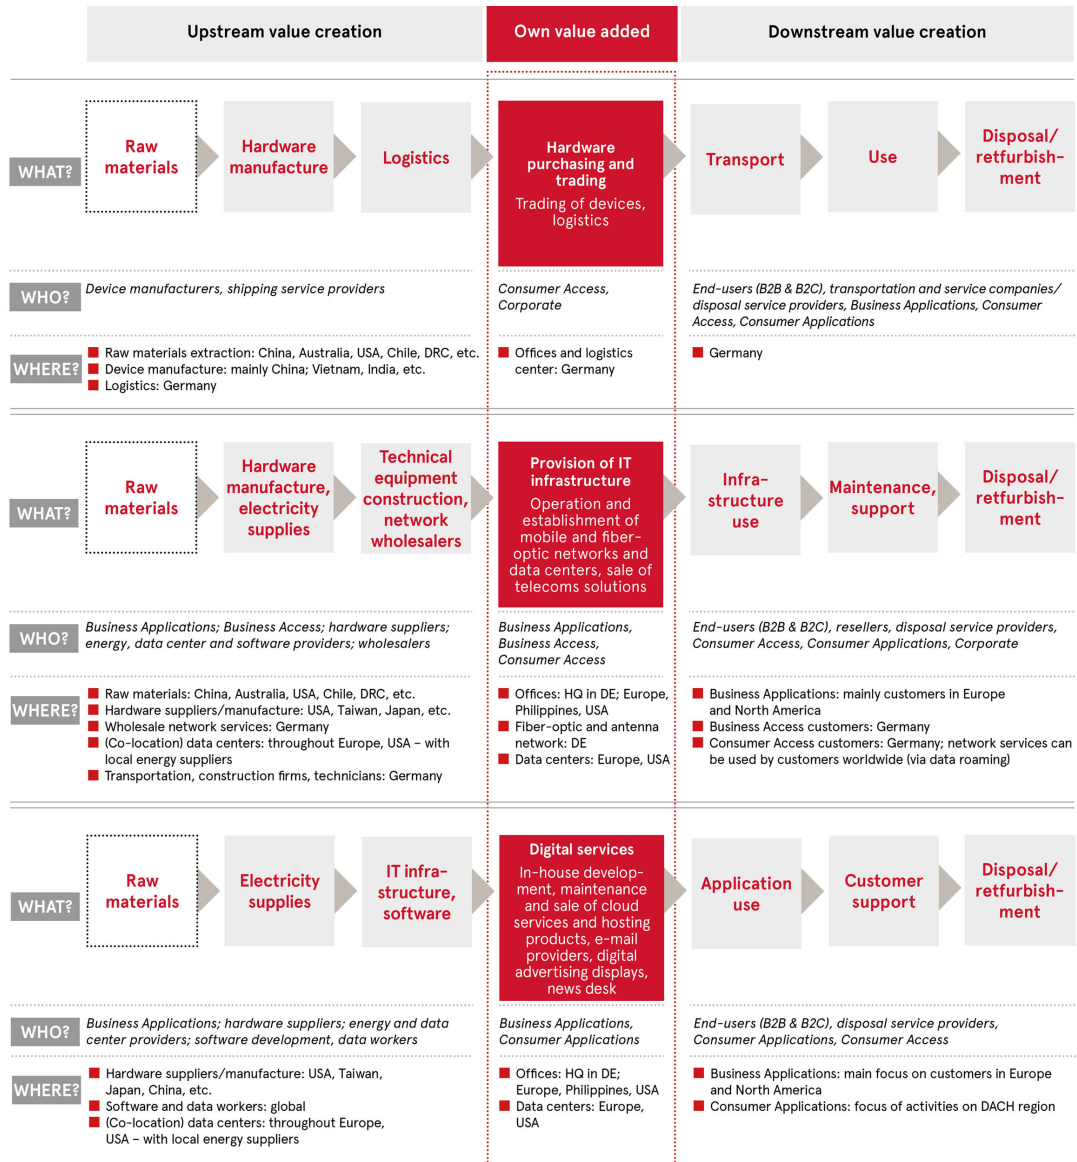 Upstream value creation
Own value added
Downstream value creation
WHAT?
Raw
materials
Hardware
manufacture
Logistics
Hardware
purchasing and
trading
Trading of devices,
logistics
Transport
Use
Disposal/
retfurbish-
ment
WHO?
Device manufacturers, shipping service providers
Consumer Access,
Corporate
End-users (B2B & B2C), transportation and service companies/
disposal service providers, Business Applications, Consumer
Access, Consumer Applications
WHERE?
Raw materials extraction: China, Australia, USA, Chile, DRC, etc.
Device manufacture: mainly China; Vietnam, India, etc.
Logistics: Germany
Offices and logistics
center: Germany
Germany
WHAT?
Raw
materials
Hardware
manufacture,
electricity
supplies
Technical
equipment
construction,
network
wholesalers
Provision of IT
infrastructure
Operation and
establishment of
mobile and fiber-
optic networks and
data centers, sale of
telecoms solutions
Infra-
structure
use
Maintenance,
support
Disposal/
retfurbish-
ment
WHO?
Business Applications; Business Access; hardware suppliers;
energy, data center and software providers; wholesalers
Business Applications,
Business Access,
Consumer Access
End-users (B2B & B2C), resellers, disposal service providers,
Consumer Access, Consumer Applications, Corporate
WHERE?
Raw materials: China, Australia, USA, Chile, DRC, etc.
Hardware suppliers/manufacture: USA, Taiwan, Japan, etc.
Wholesale network services: Germany
(Co-location) data centers: throughout Europe, USA – with
local energy suppliers
Transportation, construction firms, technicians: Germany
Offices: HQ in DE; Europe,
Philippines, USA
Fiber-optic and antenna
network: DE
Data centers: Europe, USA
Business Applications: mainly customers in Europe
and North America
Business Access customers: Germany
Consumer Access customers: Germany; network services can
be used by customers worldwide (via data roaming)
WHAT?
Raw
materials
Electricity
supplies
IT infra-
structure,
software
Digital services
In-house develop-
ment, maintenance
and sale of cloud
services and hosting
products, e-mail
providers, digital
advertising displays,
news desk
Application
use
Customer
support
Disposal/
retfurbish-
ment
WHO?
Business Applications; hardware suppliers; energy and data
center providers; software development, data workers
Business Applications,
Consumer Applications
End-users (B2B & B2C), disposal service providers,
Consumer Applications, Consumer Access
WHERE?
Hardware suppliers/manufacture: USA, Taiwan,
Japan, China, etc.
Software and data workers: global
(Co-location) data centers: throughout Europe,
USA – with local energy suppliers
Offices: HQ in DE;
Europe, Philippines, USA
Data centers: Europe,
USA
Business Applications: main focus on customers in Europe
and North America
Consumer Applications: focus of activities on DACH region